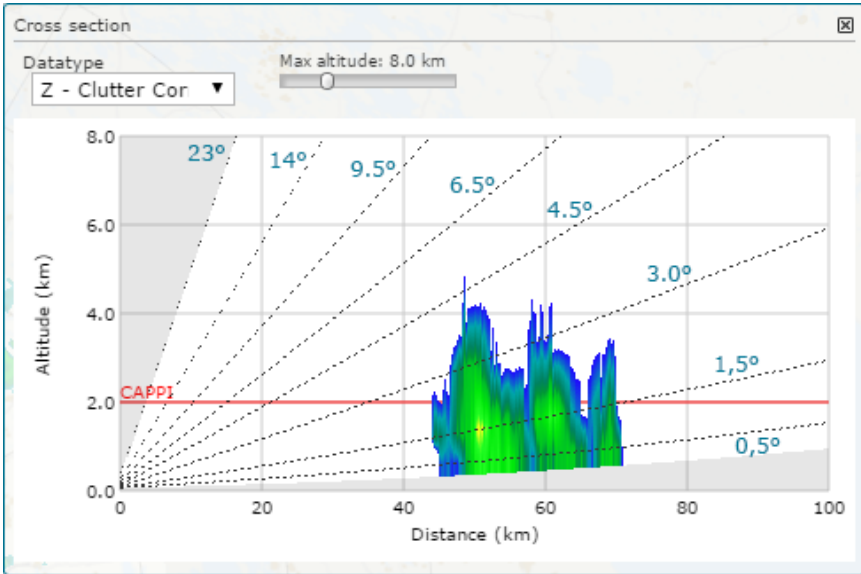 Cross section
Datatype
Max altitude: 8.0 km
Z - Clutter Cor
8.0
23º
14º
9.5º
6.5º
4.5º
6.0
3.0º
4.0
1,5º
CAPPI
2.0
0,5º
0.0
Altitude (km)
0 20 40 60 80 100
Distance (km)